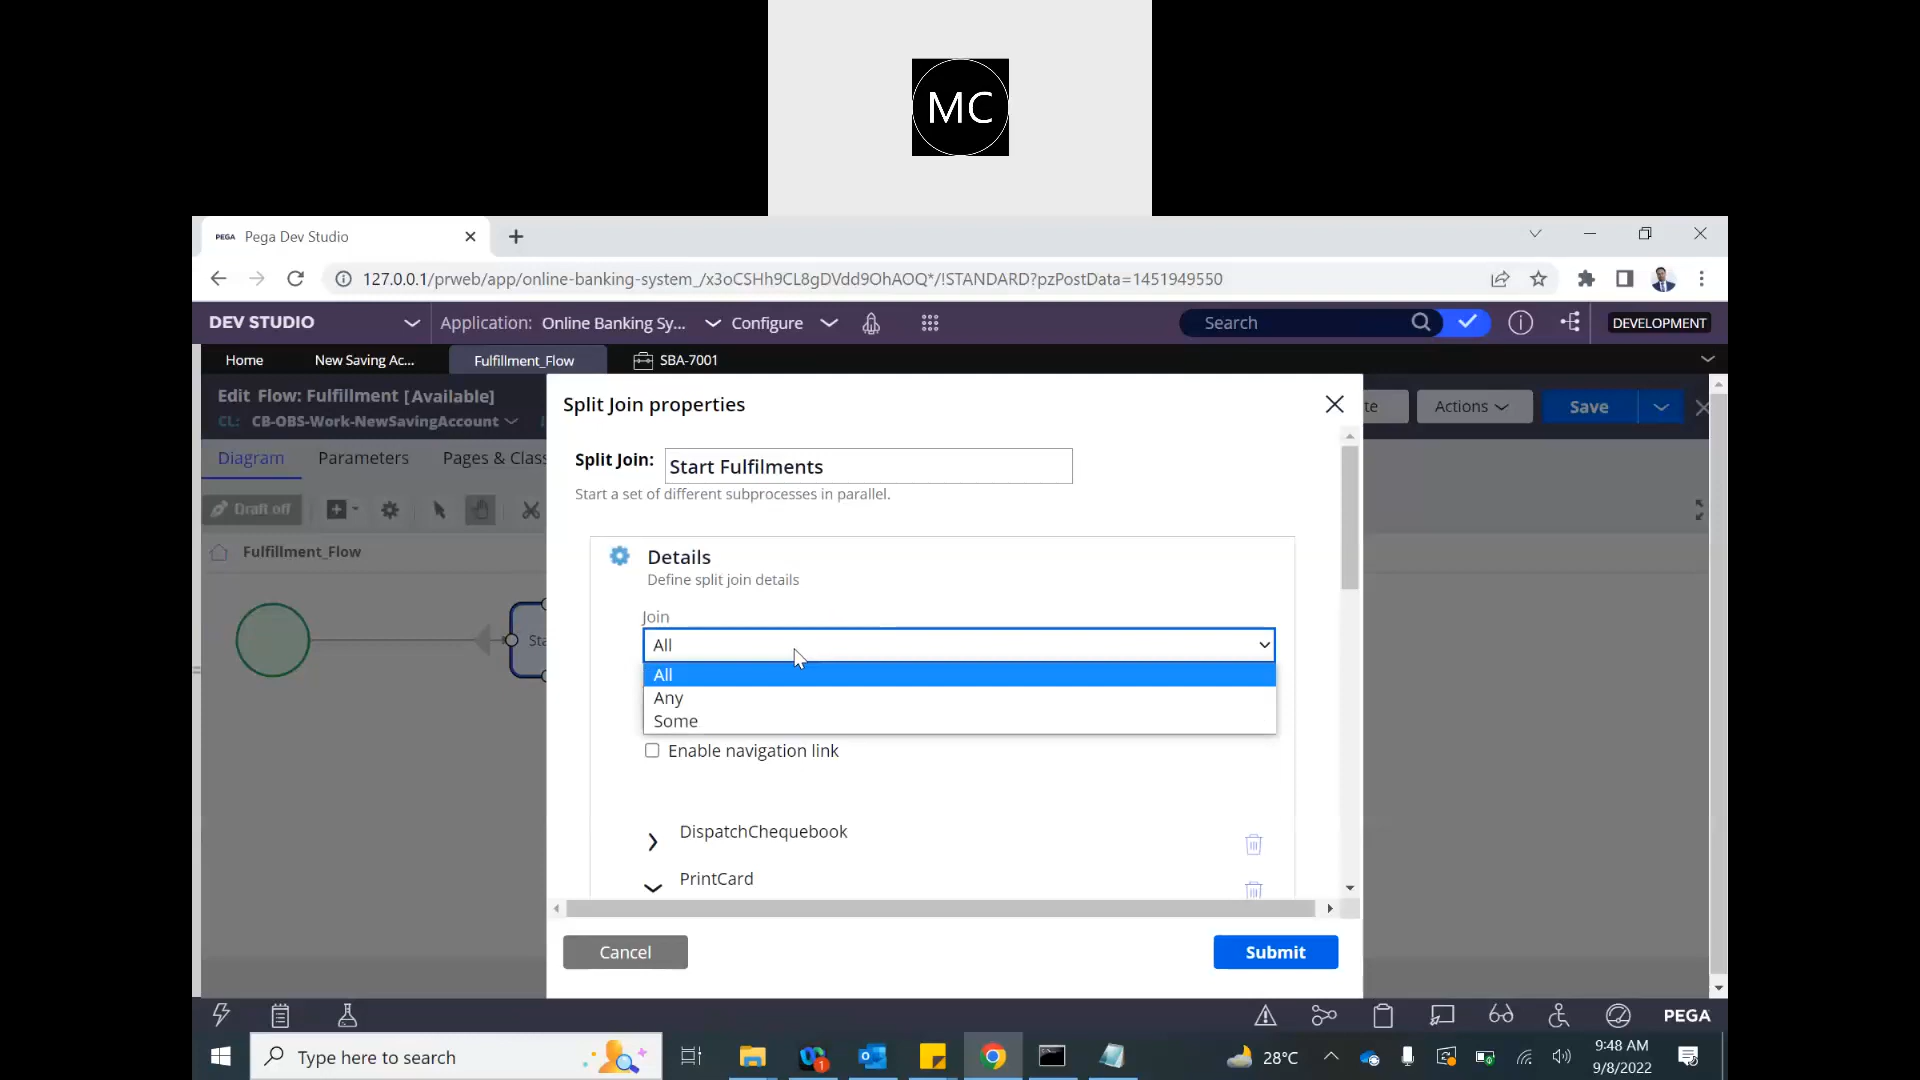 MC
PEGA Pega Dev Studio
127.0.0.1/prweb/app/online-banking-system_/x3oCSHh9CL8gDVdd9OhAOQ*/!STANDARD?pzPostData=1451949550
DEV STUDIO Application: Online Banking Sy... Configure Search DEVELOPMENT
Home New Saving Ac... Fulfillment_Flow SBA-7001
Edit Flow: Fulfillment [Available]
CL: CB-OBS-Work-NewSavingAccount
te Actions Save
Diagram Parameters Pages & Class
Draft off
Fulfillment_Flow
Sta
Split Join properties
Split Join: Start Fulfilments
Start a set of different subprocesses in parallel.
Details
Define split join details
Join
All
All
Any
Some
Enable navigation link
DispatchChequebook
PrintCard
Cancel Submit
PEGA
Type here to search
1
28°C
9:48 AM
9/8/2022